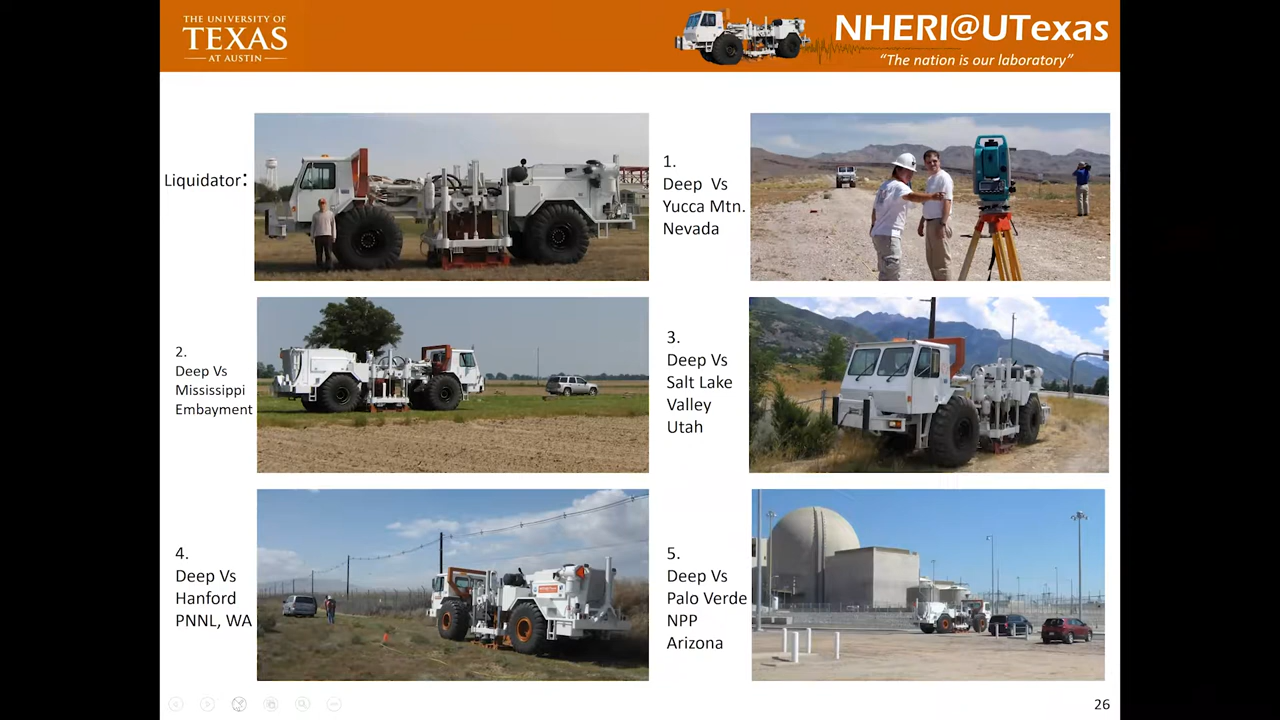 THE UNIVERSITY OF
TEXAS
AT AUSTIN
NHERI@UTexas
“The nation is our laboratory”
Liquidator:
1.
Deep Vs
Yucca Mtn.
Nevada
2.
Deep Vs
Mississippi
Embayment
3.
Deep Vs
Salt Lake
Valley
Utah
4.
Deep Vs
Hanford
PNNL, WA
5.
Deep Vs
Palo Verde
NPP
Arizona
26